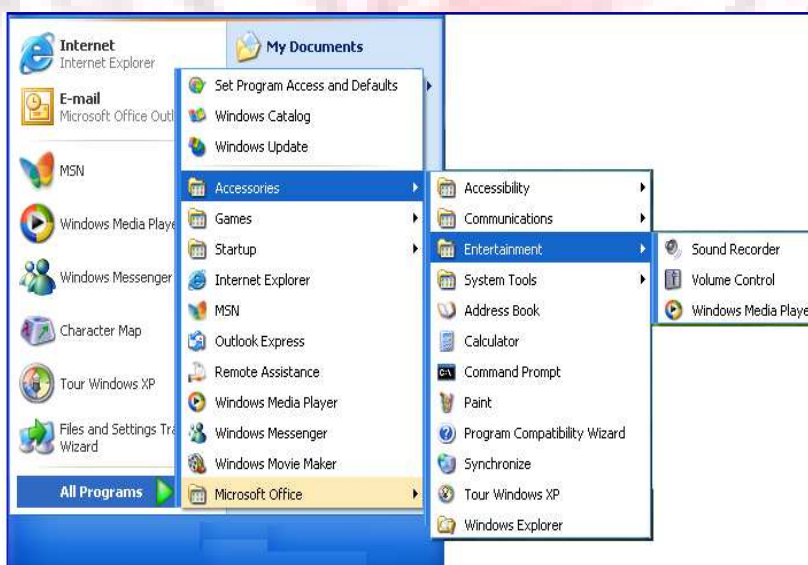 Internet
Internet Explorer
E-mail
Microsoft Office Outl
MSN
Windows Media Playe
Windows Messenger
Character Map
Tour Windows XP
Files and Settings Tra
Wizard
All Programs
My Documents
Set Program Access and Defaults
Windows Catalog
Windows Update
Accessories
Games
Startup
Internet Explorer
MSN
Outlook Express
Remote Assistance
Windows Media Player
Windows Messenger
Windows Movie Maker
Microsoft Office
Accessibility
Communications
Entertainment
System Tools
Address Book
Calculator
Command Prompt
Paint
Program Compatibility Wizard
Synchronize
Tour Windows XP
Windows Explorer
Sound Recorder
Volume Control
Windows Media Playe